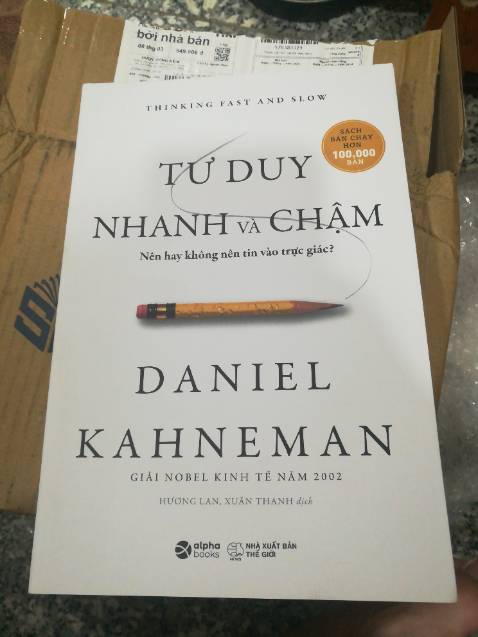 bởi nhà bán
THINKING FAST AND SLOW
SÁCH
BÁN CHẠY
HƠN
100.000
BẢN
TƯ DUY
NHANH VÀ CHẬM
Nên hay không nên tin vào trực giác?
DANIEL
KAHNEMAN
GIẢI NOBEL KINH TẾ NĂM 2002
HƯƠNG LAN, XUÂN THANH dịch
alpha
books
NHÀ XUẤT BẢN
THẾ GIỚI